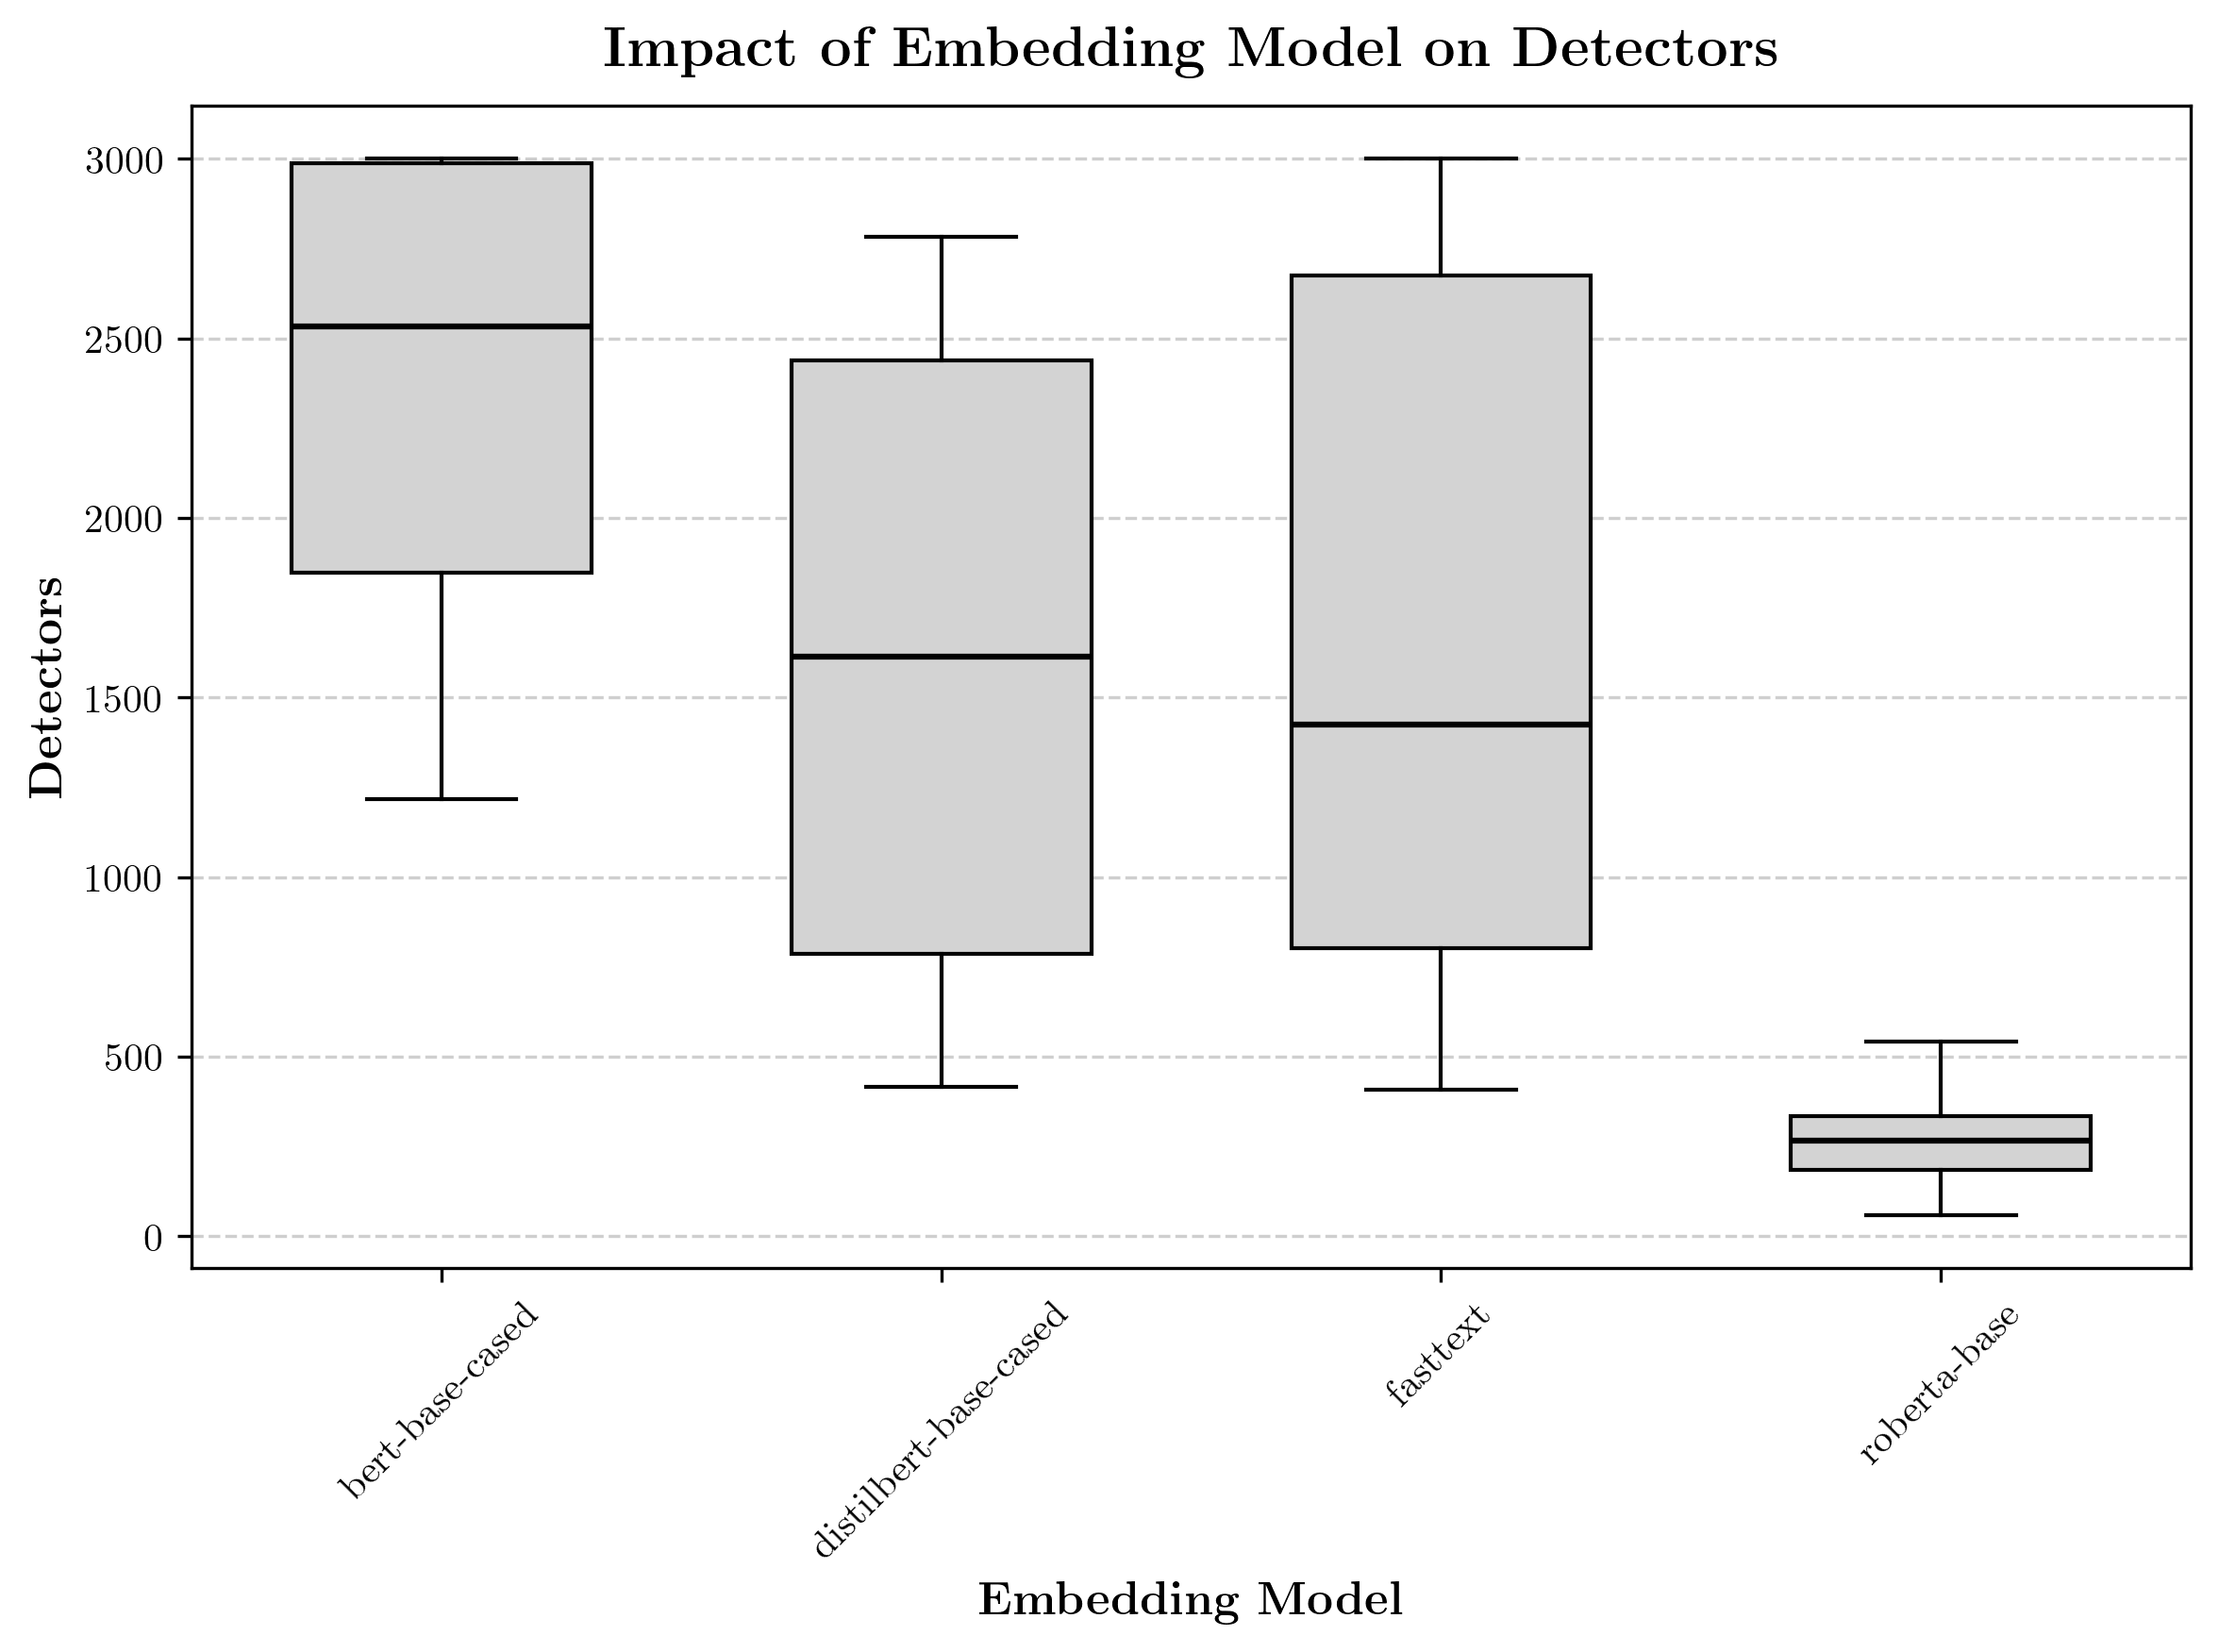 Impact of Embedding Model on Detectors
3000
2500
2000
1500
1000
500
0
Detectors
bert-base-cased
distilbert-base-cased
fasttext
roberta-base
Embedding Model